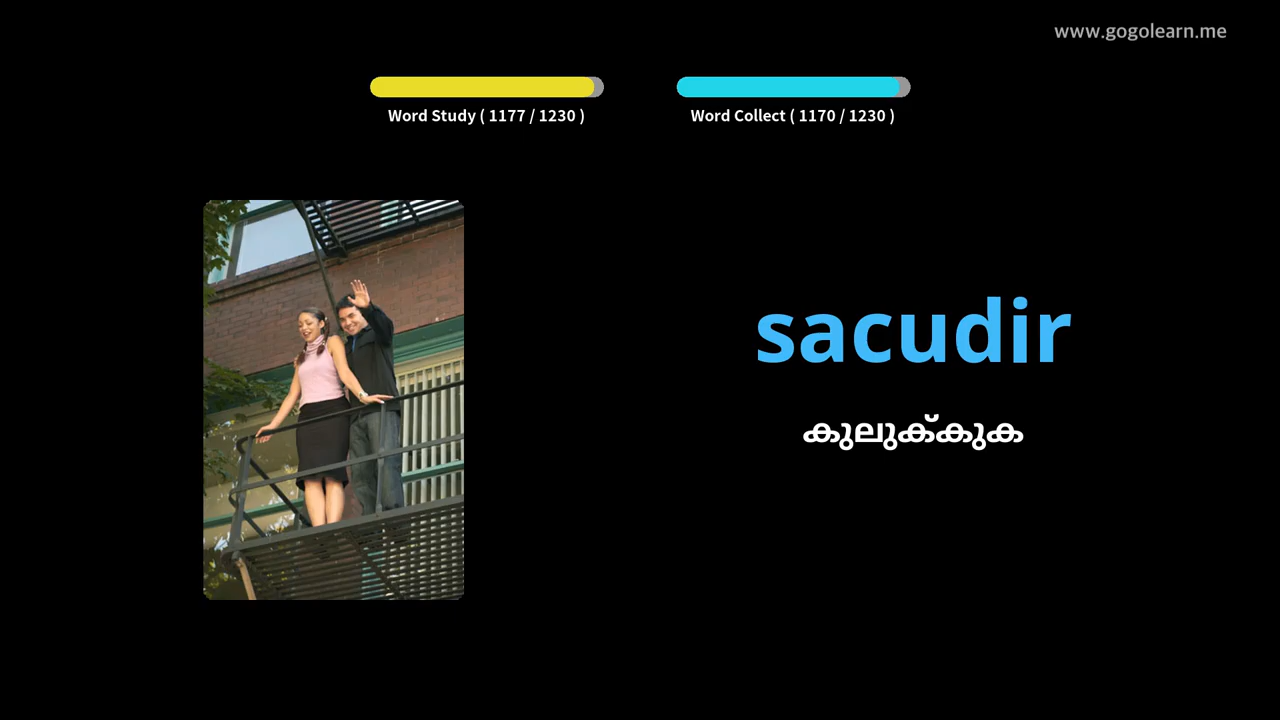 www.gogolearn.me
Word Study ( 1177 / 1230 )
Word Collect ( 1170 / 1230 )
sacudir
കുലുക്കുക